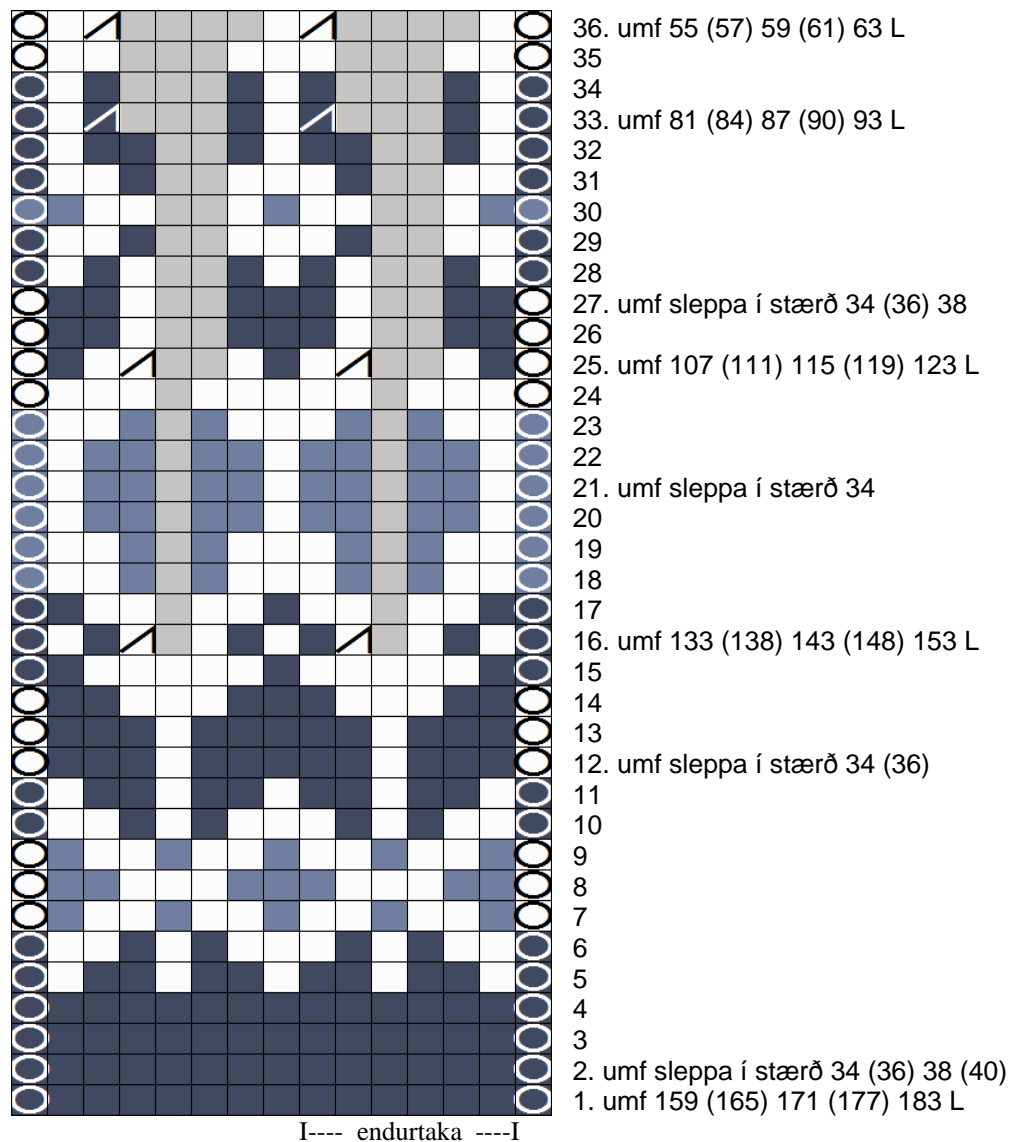 36. umf 55 (57) 59 (61) 63 L
35
34
33. umf 81 (84) 87 (90) 93 L
32
31
30
29
28
27. umf sleppa í stærð 34 (36) 38
26
25. umf 107 (111) 115 (119) 123 L
24
23
22
21. umf sleppa í stærð 34
20
19
18
17
16. umf 133 (138) 143 (148) 153 L
15
14
13
12. umf sleppa í stærð 34 (36)
11
10
9
8
7
6
5
4
3
2. umf sleppa í stærð 34 (36) 38 (40)
1. umf 159 (165) 171 (177) 183 L
I---- endurtaka ----I